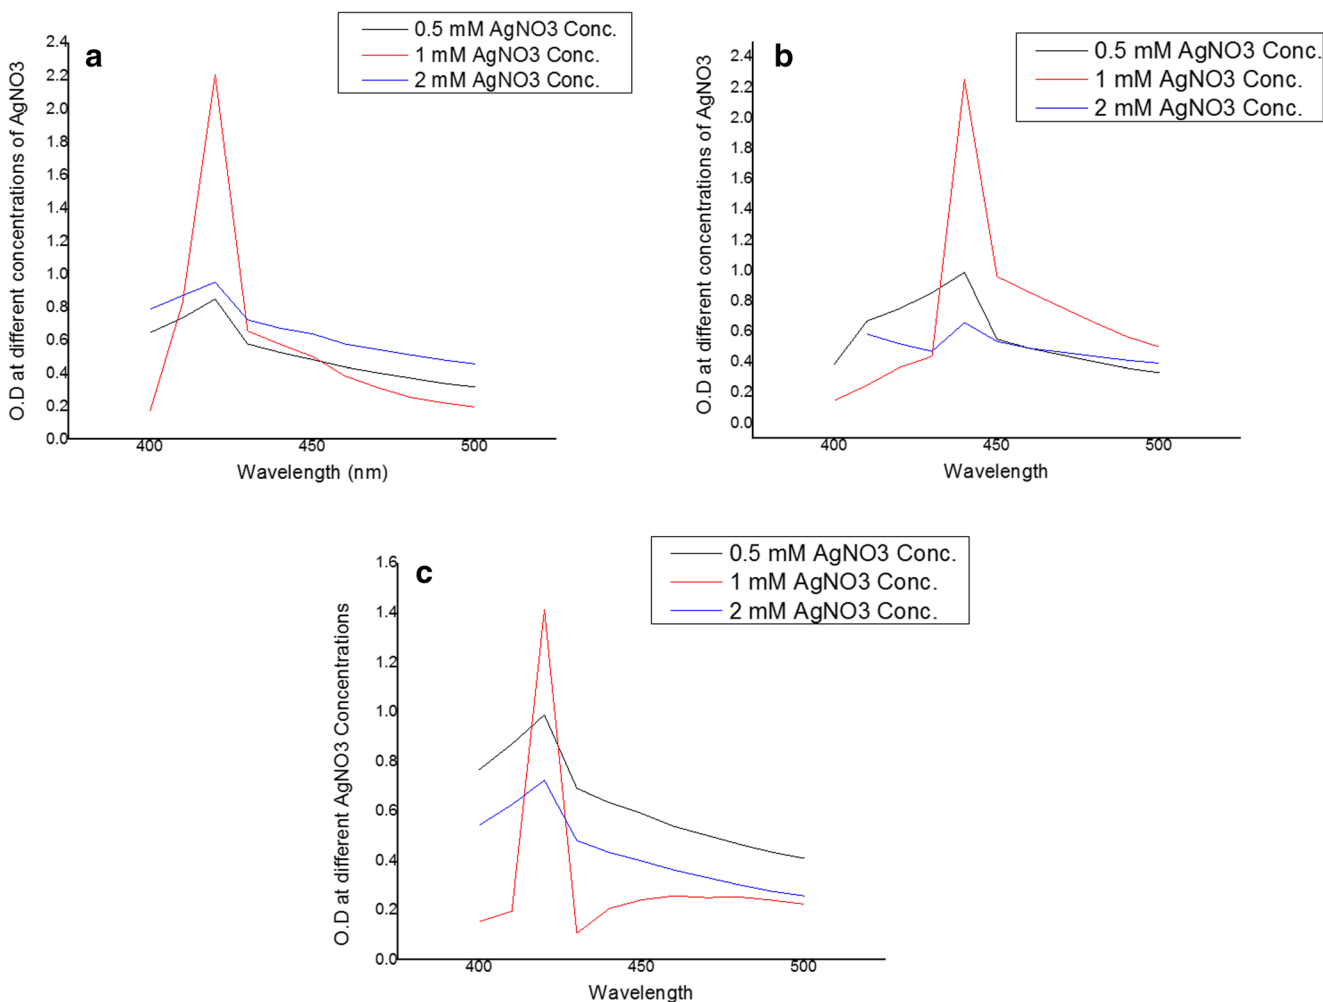 a
0.5 mM AgNO3 Conc.
1 mM AgNO3 Conc.
2 mM AgNO3 Conc.
O.D at different concentrations of AgNO3
2.4
2.2
2.0
1.8
1.6
1.4
1.2
1.0
0.8
0.6
0.4
0.2
0.0
400
450
500
Wavelength (nm)
b
0.5 mM AgNO3 Conc.
1 mM AgNO3 Conc.
2 mM AgNO3 Conc.
O.D at different concentrations of AgNO3
2.4
2.2
2.0
1.8
1.6
1.4
1.2
1.0
0.8
0.6
0.4
0.2
0.0
400
450
500
Wavelength
c
0.5 mM AgNO3 Conc.
1 mM AgNO3 Conc.
2 mM AgNO3 Conc.
O.D at different AgNO3 Concentrations
1.6
1.4
1.2
1.0
0.8
0.6
0.4
0.2
0.0
400
450
500
Wavelength